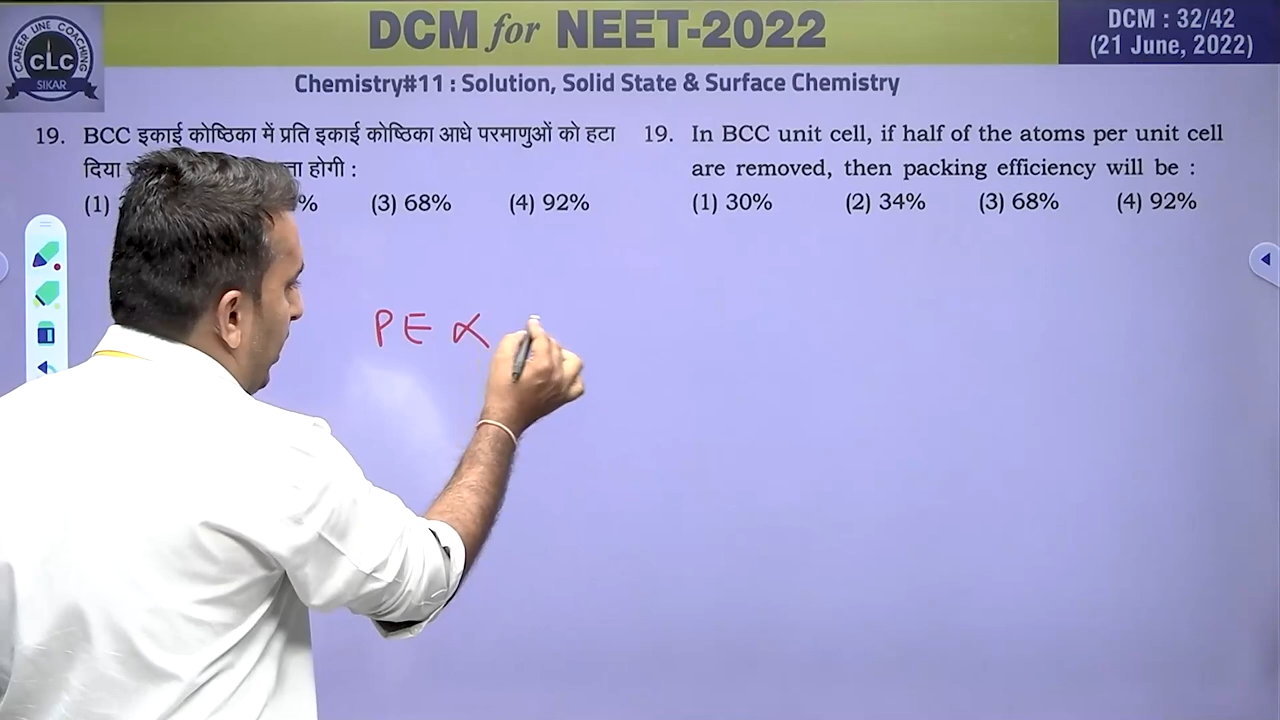 DCM for NEET-2022
DCM : 32/42
(21 June, 2022)
CAREER LINE COACHING
CLC
SIKAR
Chemistry#11 : Solution, Solid State & Surface Chemistry
19. BCC इकाई कोष्ठिका में प्रति इकाई कोष्ठिका आधे परमाणुओं को हटा
दिया होगी :
(1) % (3) 68% (4) 92%
19. In BCC unit cell, if half of the atoms per unit cell
are removed, then packing efficiency will be :
(1) 30% (2) 34% (3) 68% (4) 92%
PE ∝